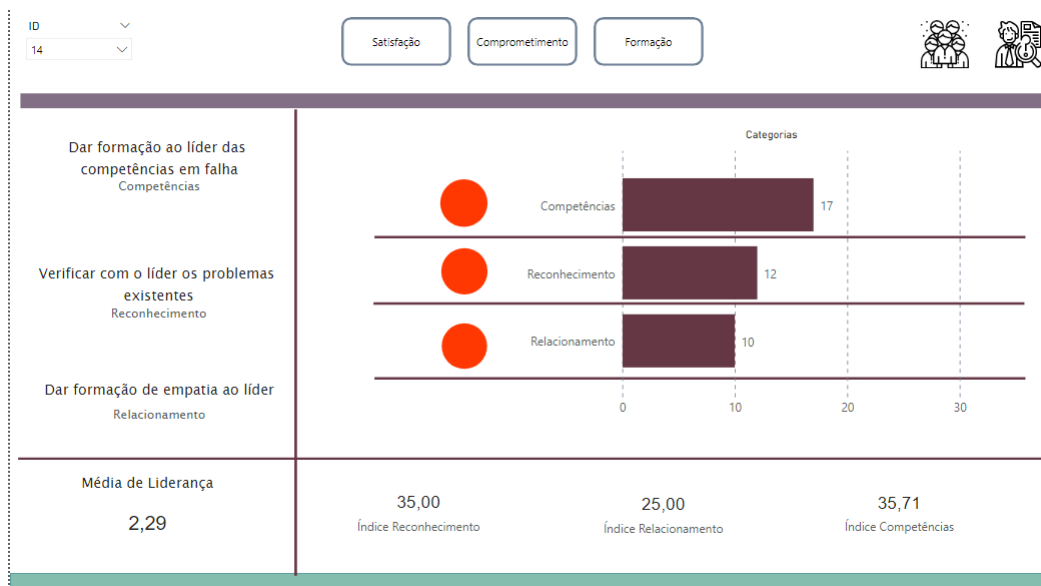 ID
14
Satisfação
Comprometimento
Formação
Dar formação ao líder das
competências em falha
Competências
Verificar com o líder os problemas
existentes
Reconhecimento
Dar formação de empatia ao líder
Relacionamento
Categorias
Competências
17
Reconhecimento
12
Relacionamento
10
0 10 20 30
Média de Liderança
2,29
35,00
Índice Reconhecimento
25,00
Índice Relacionamento
35,71
Índice Competências